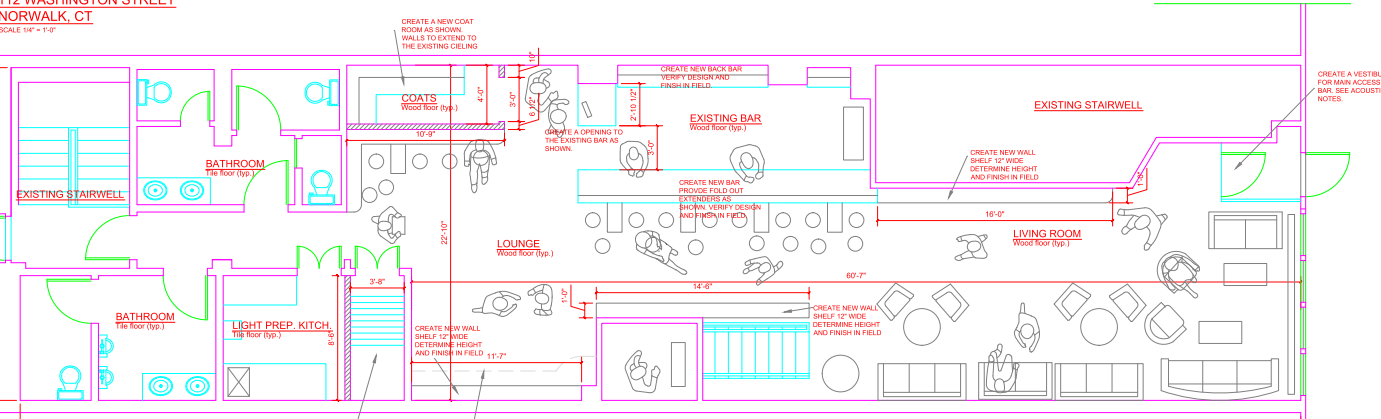 112 WASHINGTON STREET
NORWALK, CT
SCALE 1/4" = 1'-0"
CREATE A NEW COAT
ROOM AS SHOWN.
WALLS TO EXTEND TO
THE EXISTING CIELING
COATS
Wood floor (typ.)
10'-9"
4'-0"
3'-0"
10"
6 1/2"
CREATE A OPENING TO
THE EXISTING BAR AS
SHOWN.
CREATE NEW BACK BAR
VERIFY DESIGN AND
FINSH IN FIELD.
2'-10 1/2"
3'-0"
EXISTING BAR
Wood floor (typ.)
EXISTING STAIRWELL
CREATE A VESTIBU
FOR MAIN ACCESS
BAR. SEE ACOUSTI
NOTES.
BATHROOM
Tile floor (typ.)
EXISTING STAIRWELL
CREATE NEW BAR
PROVDE FOLD OUT
EXTENDERS AS
SHOWN. VERIFY DESIGN
AND FINSH IN FIELD.
CREATE NEW WALL
SHELF 12" WIDE
DETERMINE HEIGHT
AND FINISH IN FIELD
16'-0"
22'-10"
LOUNGE
Wood floor (typ.)
LIVING ROOM
Wood floor (typ.)
60'-7"
3'-8"
14'-6"
1'-0"
CREATE NEW WALL
SHELF 12" WIDE
DETERMINE HEIGHT
AND FINISH IN FIELD
BATHROOM
Tile floor (typ.)
LIGHT PREP. KITCH.
Tile floor (typ.)
8'-6"
CREATE NEW WALL
SHELF 12" WIDE
DETERMINE HEIGHT
AND FINISH IN FIELD
11'-7"